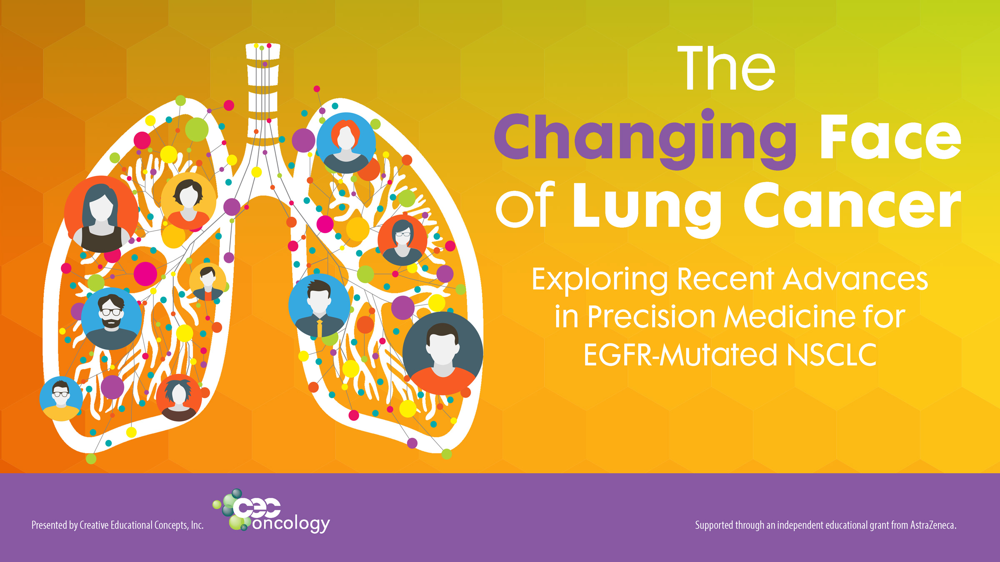 The
Changing Face
of Lung Cancer
Exploring Recent Advances
in Precision Medicine for
EGFR-Mutated NSCLC
Presented by Creative Educational Concepts, Inc.
cec
oncology
Supported through an independent educational grant from AstraZeneca.